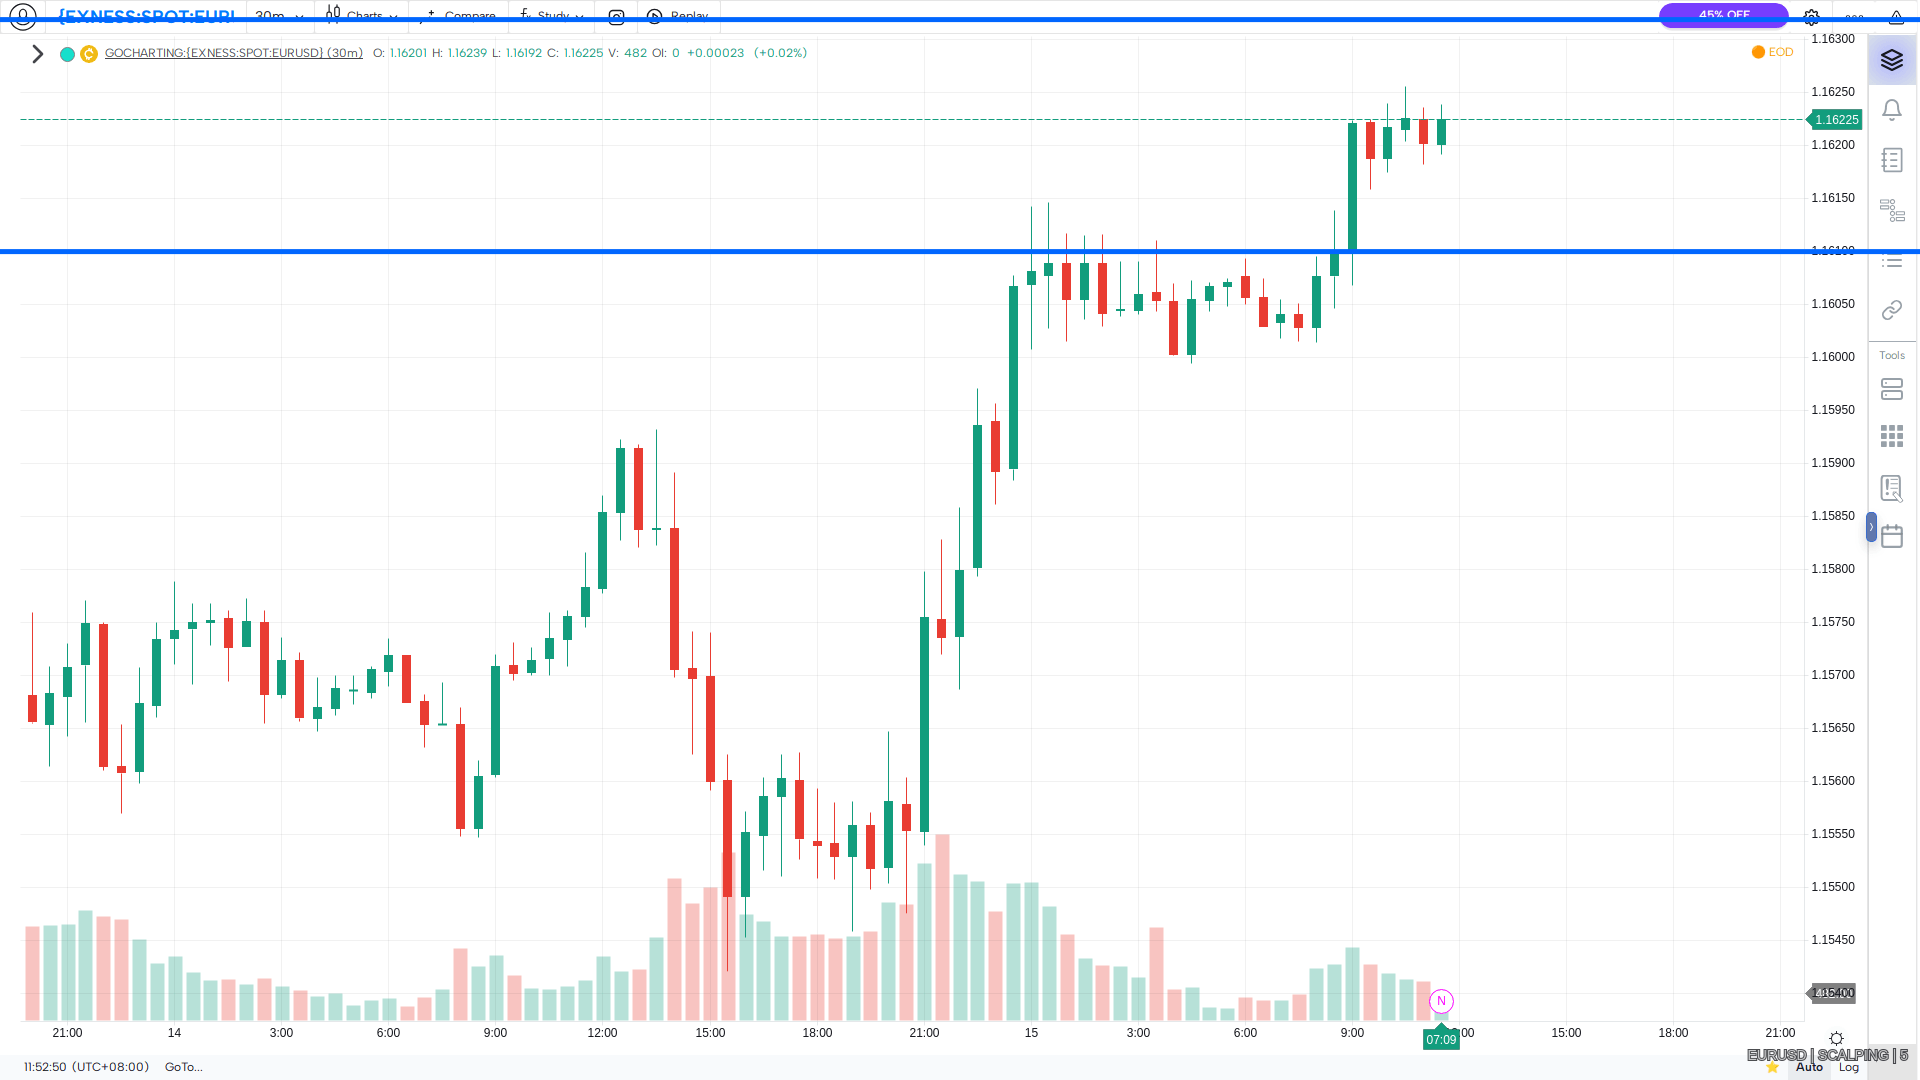 {EXNESS:SPOT:EURI 30m Charts Compare Study Replay 45% OFF
GOCHARTING:{EXNESS:SPOT:EURUSD} (30m) O: 1.16201 H: 1.16239 L: 1.16192 C: 1.16225 V: 482 OI: 0 +0.00023 (+0.02%)
EOD
1.16300
1.16250
1.16225
1.16200
1.16150
1.16100
1.16050
1.16000
Tools
1.15950
1.15900
1.15850
1.15800
1.15750
1.15700
1.15650
1.15600
1.15550
1.15500
1.15450
N
21:00 14 3:00 6:00 9:00 12:00 15:00 18:00 21:00 15 3:00 6:00 9:00 15:00 18:00 21:00
07:09
EURUSD | SCALPING | 5
11:52:50 (UTC+08:00) GoTo... Auto Log